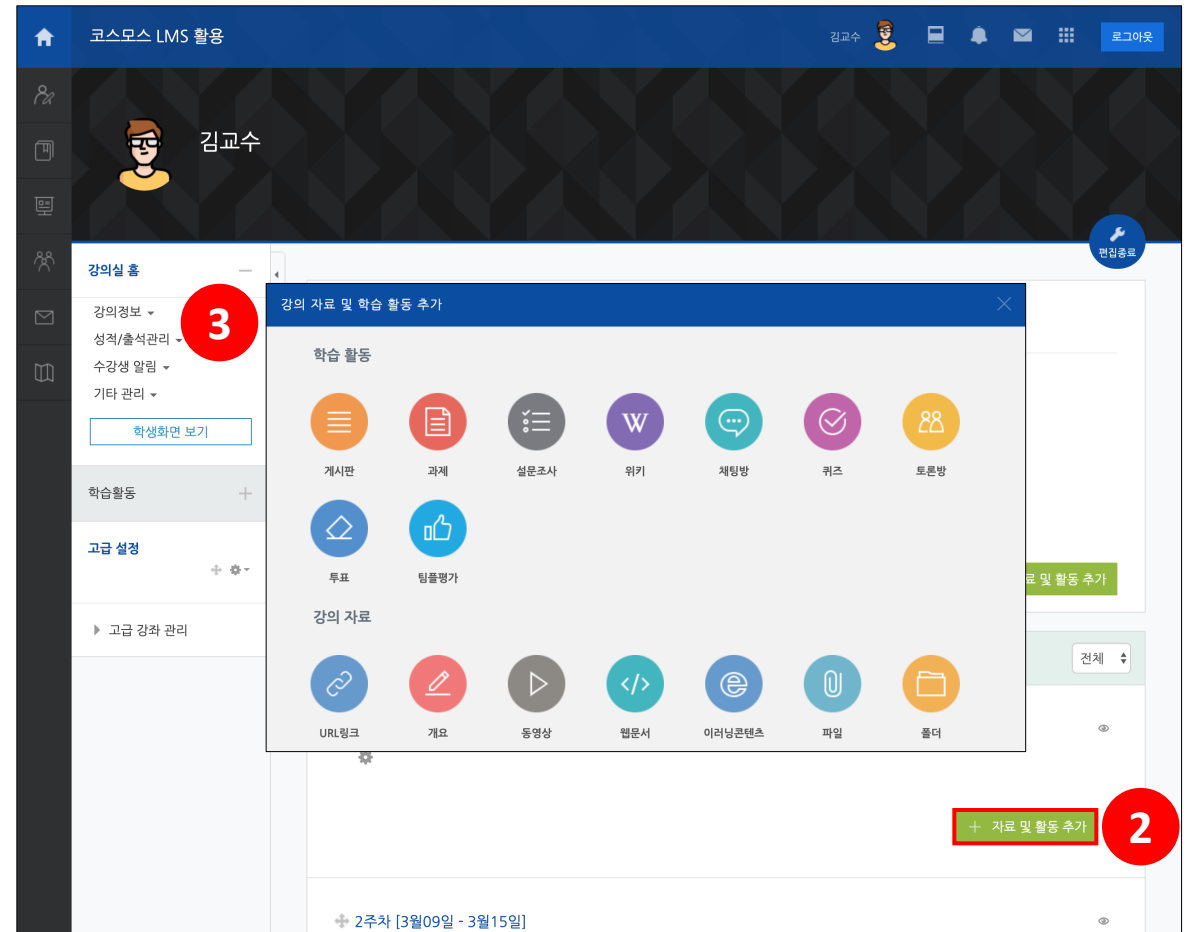 코스모스 LMS 활용
김교수
로그아웃
김교수
편집종료
강의실 홈
강의정보
성적/출석관리
수강생 알림
기타 관리
학생화면 보기
학습활동
고급 설정
고급 강좌 관리
3
강의 자료 및 학습 활동 추가
학습 활동
게시판 과제 설문조사 위키 채팅방 퀴즈 토론방
투표 팀플평가
강의 자료
URL링크 개요 동영상 웹문서 이러닝콘텐츠 파일 폴더
료 및 활동 추가
전체
+ 자료 및 활동 추가
2
2주차 [3월09일 - 3월15일]